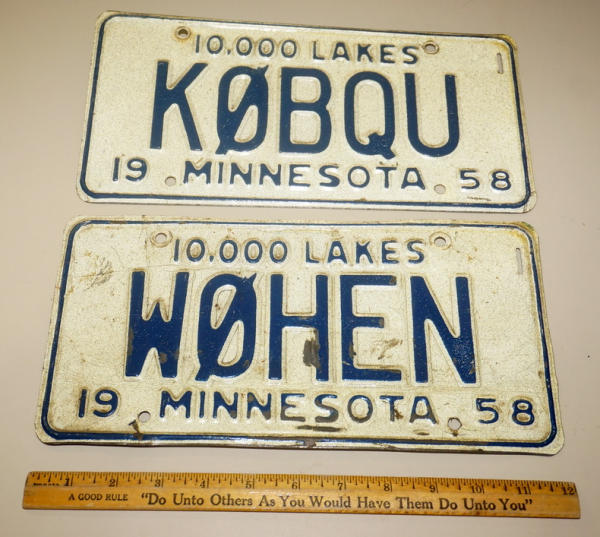 10,000 LAKES
KØBQU
19 MINNESOTA 58
10,000 LAKES
WØHEN
19 MINNESOTA 58
1 2 3 4 5 6 7 8 9 10 11 12
A GOOD RULE "Do Unto Others As You Would Have Them Do Unto You"